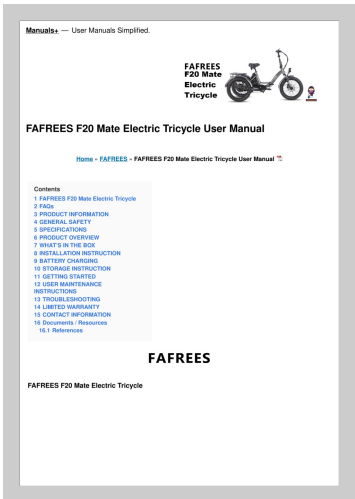 Manuals+ — User Manuals Simplified.
FAFREES
F20 Mate
Electric
Tricycle
FAFREES F20 Mate Electric Tricycle User Manual
Home » FAFREES » FAFREES F20 Mate Electric Tricycle User Manual
Contents
1 FAFREES F20 Mate Electric Tricycle
2 FAQs
3 PRODUCT INFORMATION
4 GENERAL SAFETY
5 SPECIFICATIONS
6 PRODUCT OVERVIEW
7 WHAT'S IN THE BOX
8 INSTALLATION INSTRUCTION
9 BATTERY CHARGING
10 STORAGE INSTRUCTION
11 GETTING STARTED
12 USER MAINTENANCE
INSTRUCTIONS
13 TROUBLESHOOTING
14 LIMITED WARRANTY
15 CONTACT INFORMATION
16 Documents / Resources
16.1 References
FAFREES
FAFREES F20 Mate Electric Tricycle